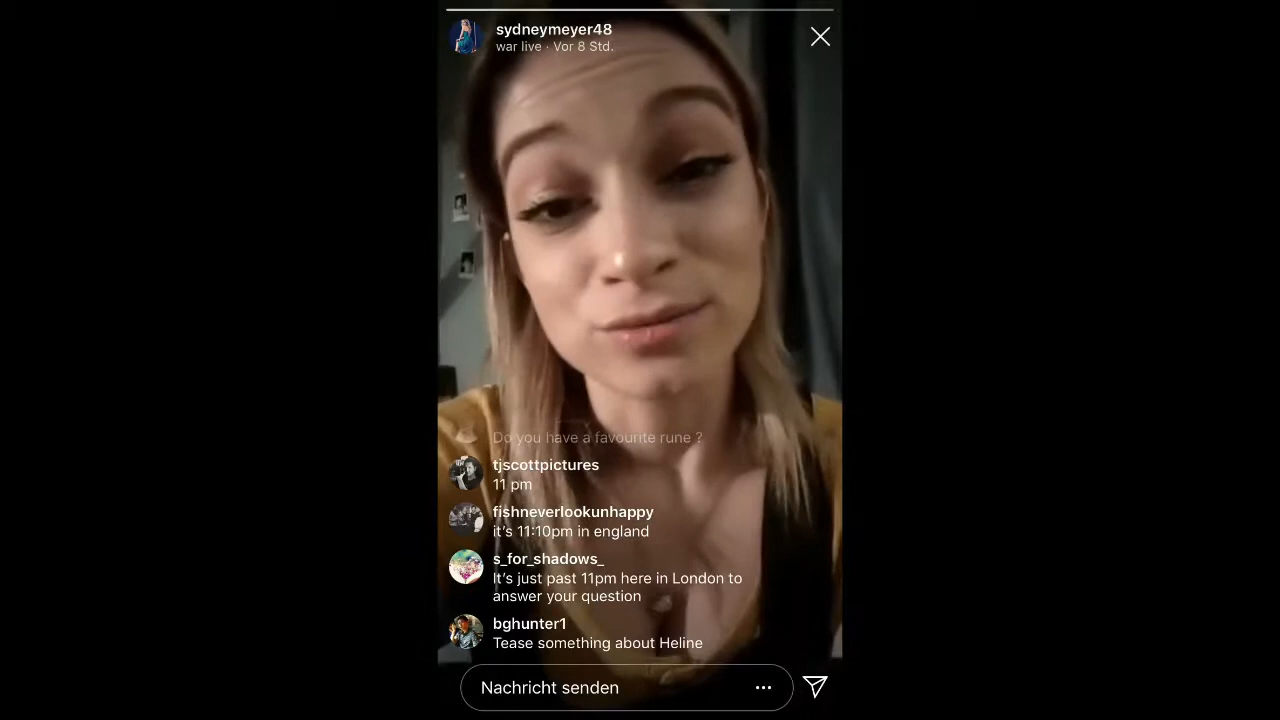 sydneymeyer48
war live · Vor 8 Std.
Do you have a favourite rune ?
tjscottpictures
11 pm
fishneverlookunhappy
it's 11:10pm in england
s_for_shadows_
It's just past 11pm here in London to
answer your question
bghunter1
Tease something about Heline
Nachricht senden